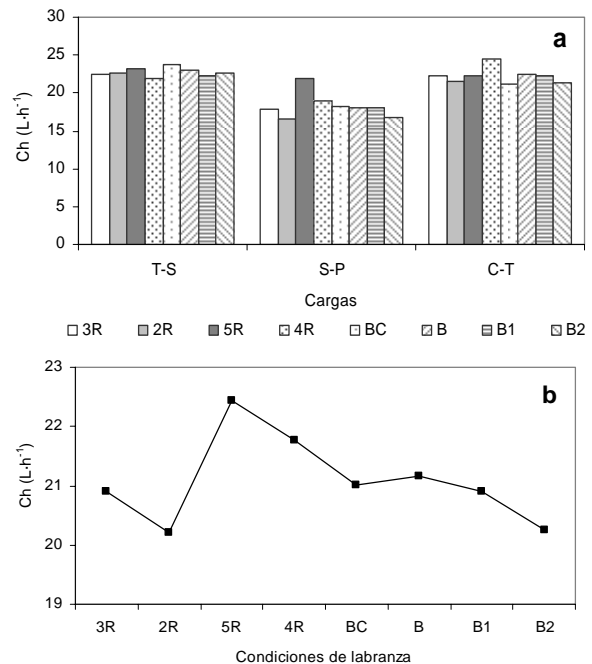 a
30
25
20
15
10
5
0
Ch (L·h⁻¹)
T-S S-P C-T
Cargas
3R 2R 5R 4R BC B B1 B2
b
23
22
21
20
19
Ch (L·h⁻¹)
3R 2R 5R 4R BC B B1 B2
Condiciones de labranza